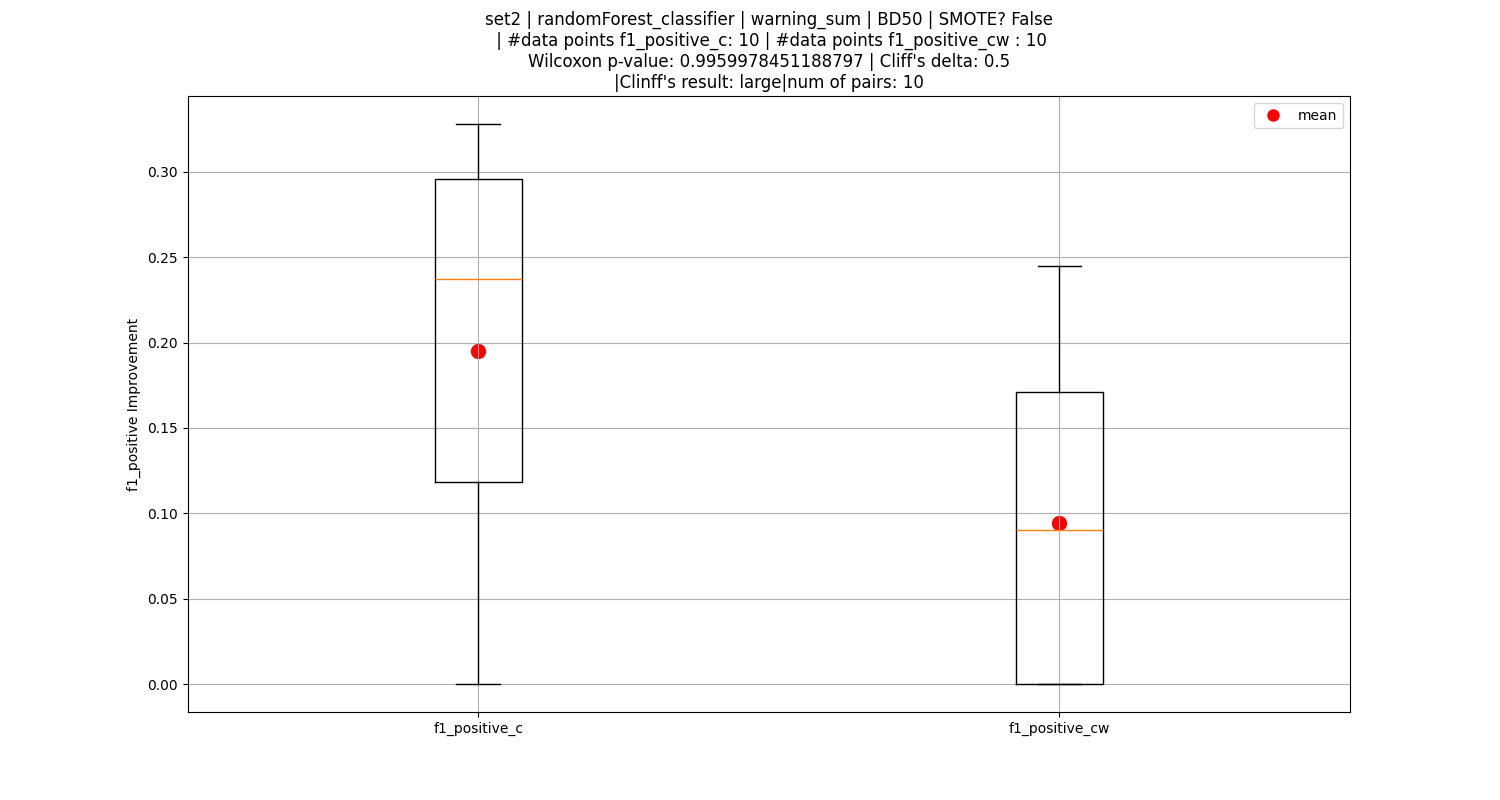 set2 | randomForest_classifier | warning_sum | BD50 | SMOTE? False
| #data points f1_positive_c: 10 | #data points f1_positive_cw : 10
Wilcoxon p-value: 0.9959978451188797 | Cliff's delta: 0.5
|Clinff's result: large|num of pairs: 10
mean
0.30
0.25
0.20
0.15
0.10
0.05
0.00
f1_positive Improvement
f1_positive_c
f1_positive_cw